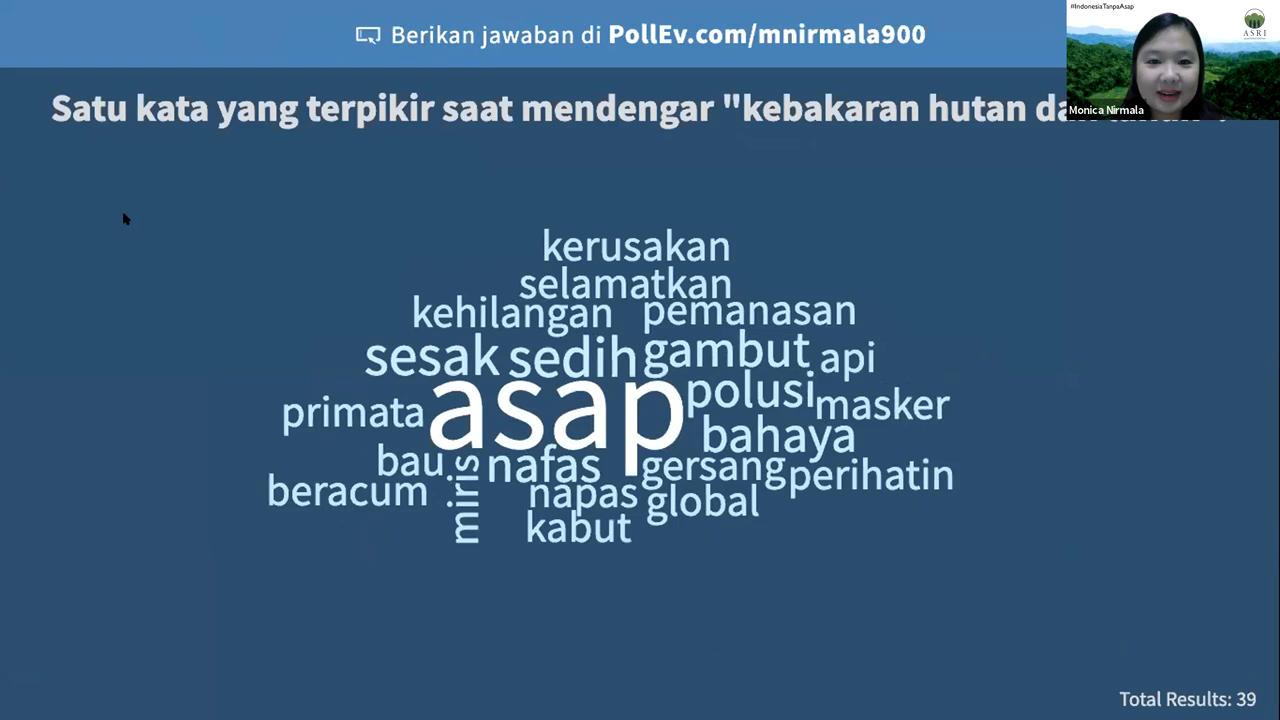 Berikan jawaban di PollEv.com/mnirmala900
#IndonesiaTanpaAsap
ASRI
Monica Nirmala
Satu kata yang terpikir saat mendengar "kebakaran hutan
kerusakan
selamatkan
kehilangan pemanasan
sesak sedih gambut api
asap polusi
primata masker
bahaya
bau nafas gersang perihatin
beracum miris napas global
kabut
Total Results: 39